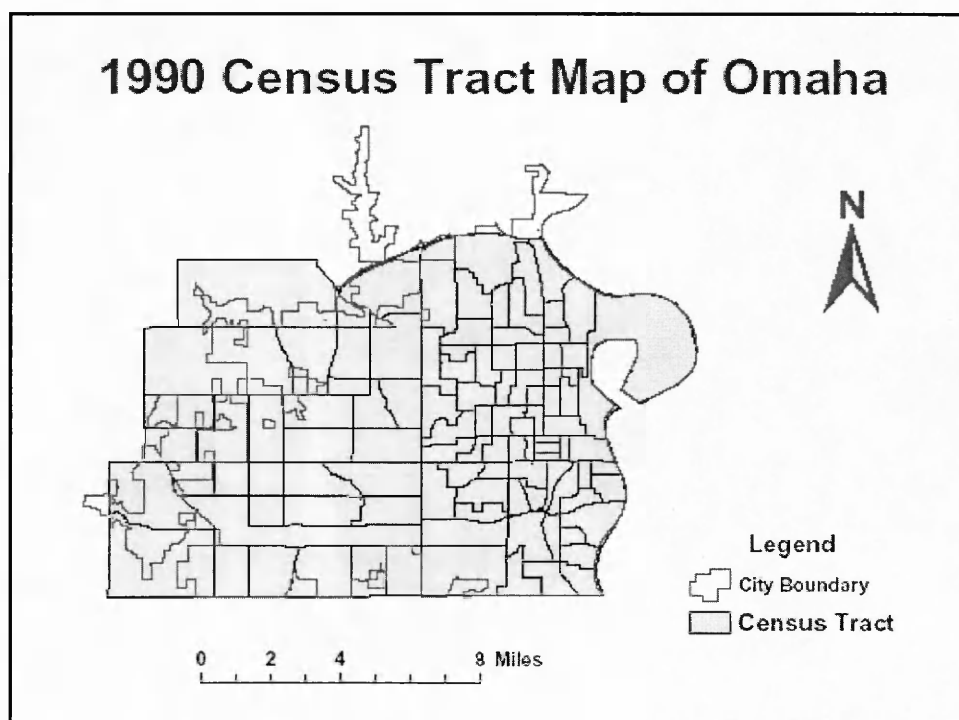 1990 Census Tract Map of Omaha
N
Legend
City Boundary
Census Tract
0 2 4 8 Miles